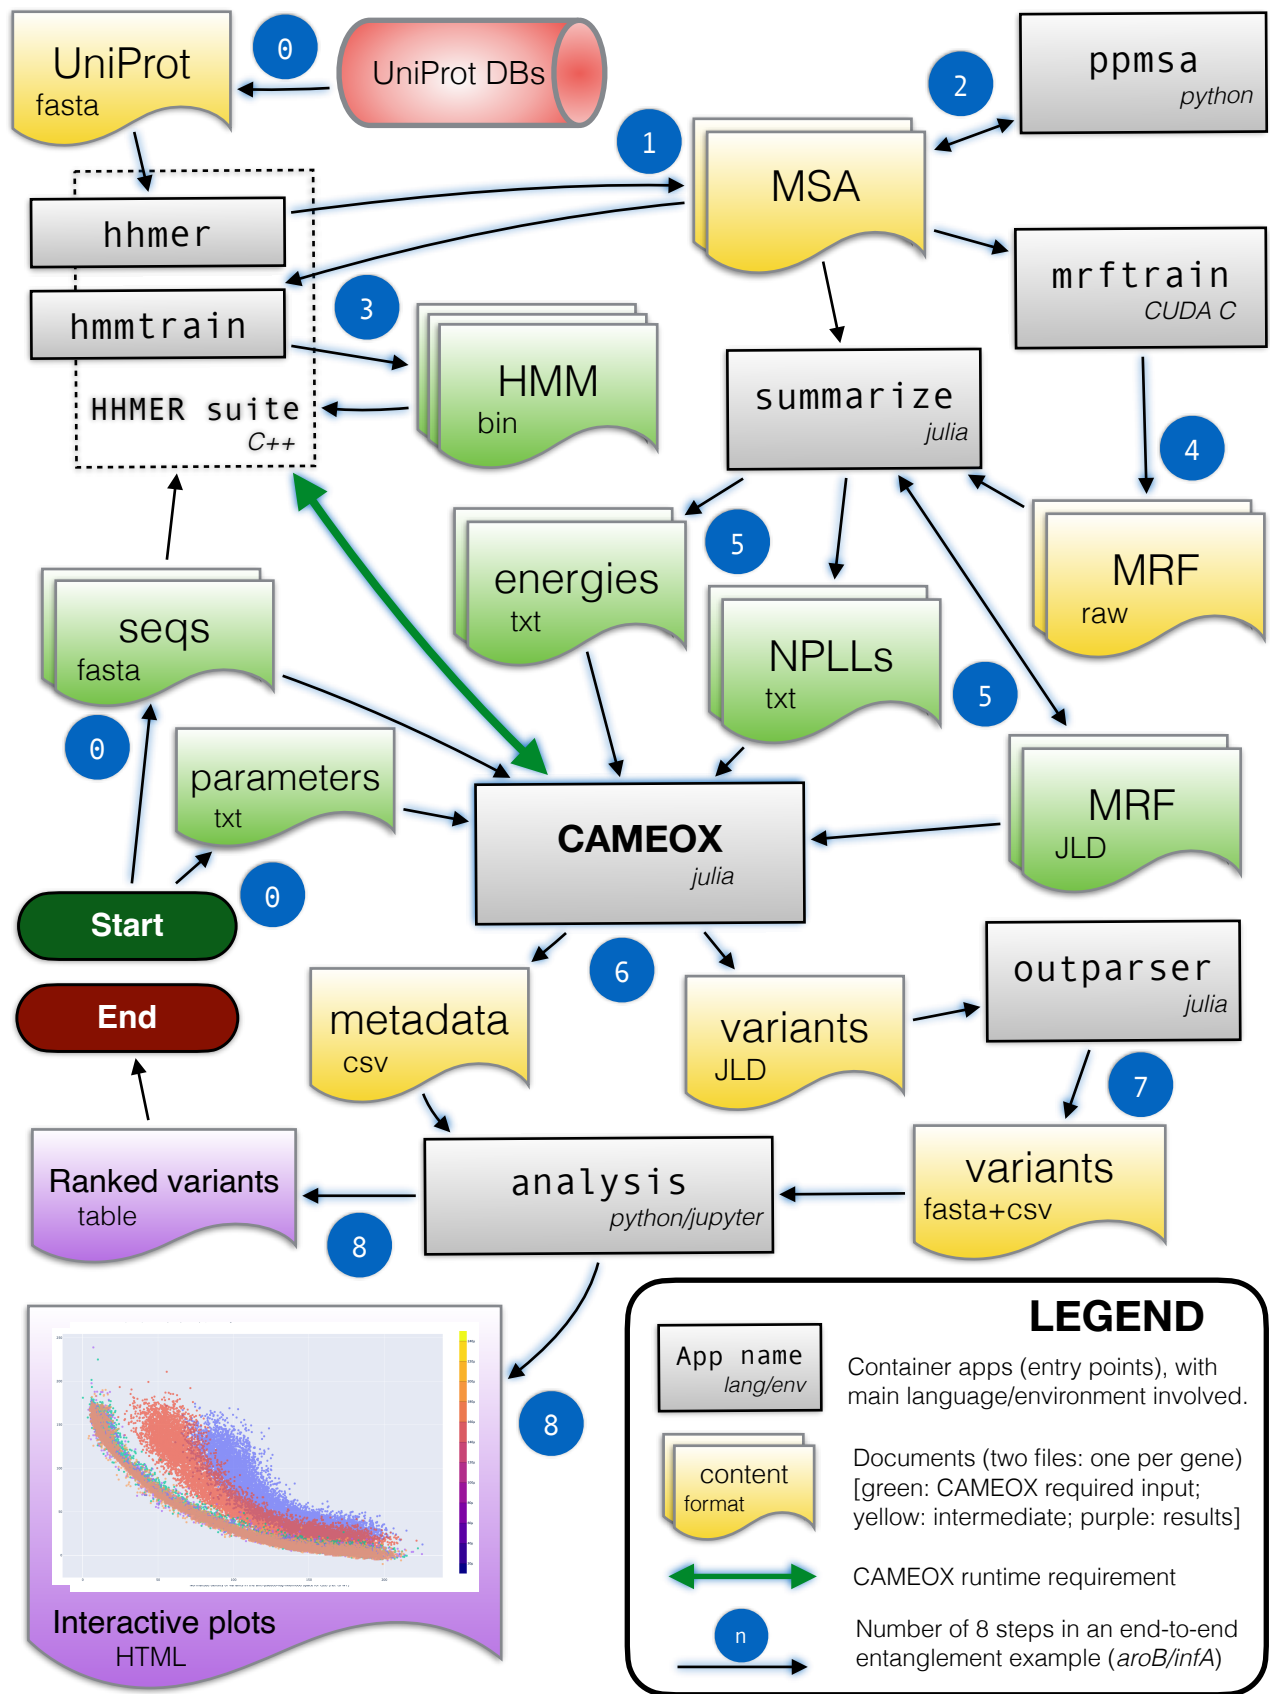 UniProt
fasta
0
UniProt DBs
1
2
ppmsa
python
MSA
hhmer
hmmtrain
HHMER suite
C++
3
HMM
bin
mrftrain
CUDA C
summarize
julia
4
MRF
raw
energies
txt
5
NPLLs
txt
5
seqs
fasta
0
parameters
txt
0
MRF
JLD
CAMEOX
julia
Start
End
6
metadata
csv
variants
JLD
outparser
julia
7
variants
fasta+csv
analysis
python/jupyter
Ranked variants
table
8
8
Interactive plots
HTML
LEGEND
App name
lang/env
Container apps (entry points), with
main language/environment involved.
content
format
Documents (two files: one per gene)
[green: CAMEOX required input;
yellow: intermediate; purple: results]
CAMEOX runtime requirement
n
Number of 8 steps in an end-to-end
entanglement example (aroB/infA)